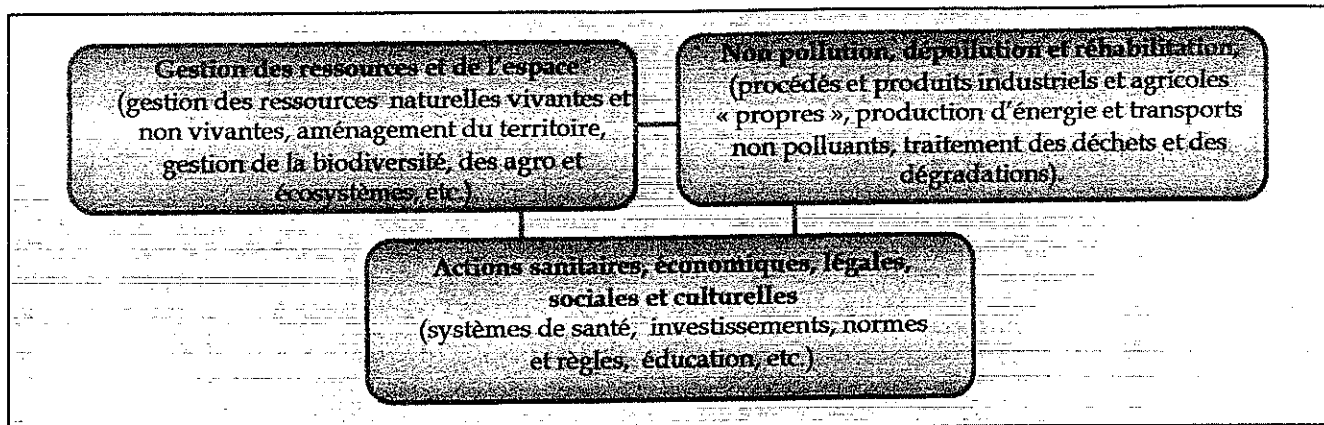 Gestion des ressources et de l'espace
(gestion des ressources naturelles vivantes et
non vivantes, aménagement du territoire,
gestion de la biodiversité, des agro et
écosystèmes, etc.)
Non pollution, dépollution et réhabilitation,
(procédés et produits industriels et agricoles
« propres », production d'énergie et transports
non polluants, traitement des déchets et des
dégradations).
Actions sanitaires, économiques, légales,
sociales et culturelles
(systèmes de santé, investissements, normes
et règles, éducation, etc.)